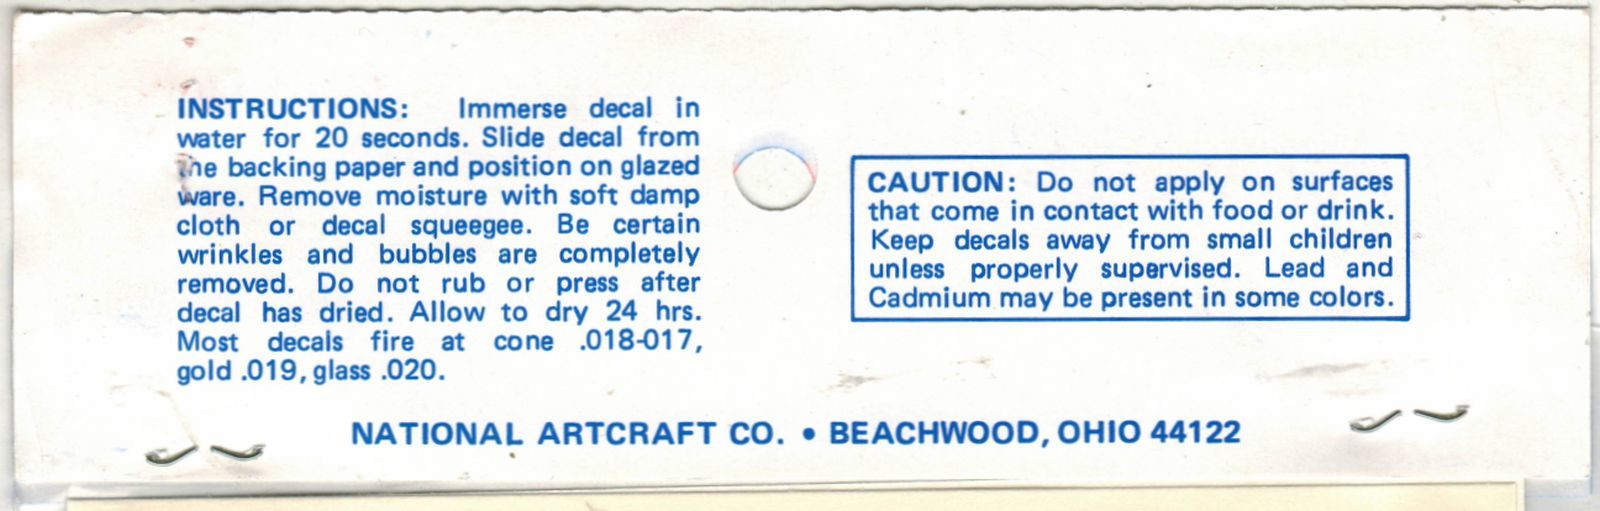 INSTRUCTIONS: Immerse decal in
water for 20 seconds. Slide decal from
the backing paper and position on glazed
ware. Remove moisture with soft damp
cloth or decal squeegee. Be certain
wrinkles and bubbles are completely
removed. Do not rub or press after
decal has dried. Allow to dry 24 hrs.
Most decals fire at cone .018-017,
gold .019, glass .020.
CAUTION: Do not apply on surfaces
that come in contact with food or drink.
Keep decals away from small children
unless properly supervised. Lead and
Cadmium may be present in some colors.
NATIONAL ARTCRAFT CO. • BEACHWOOD, OHIO 44122